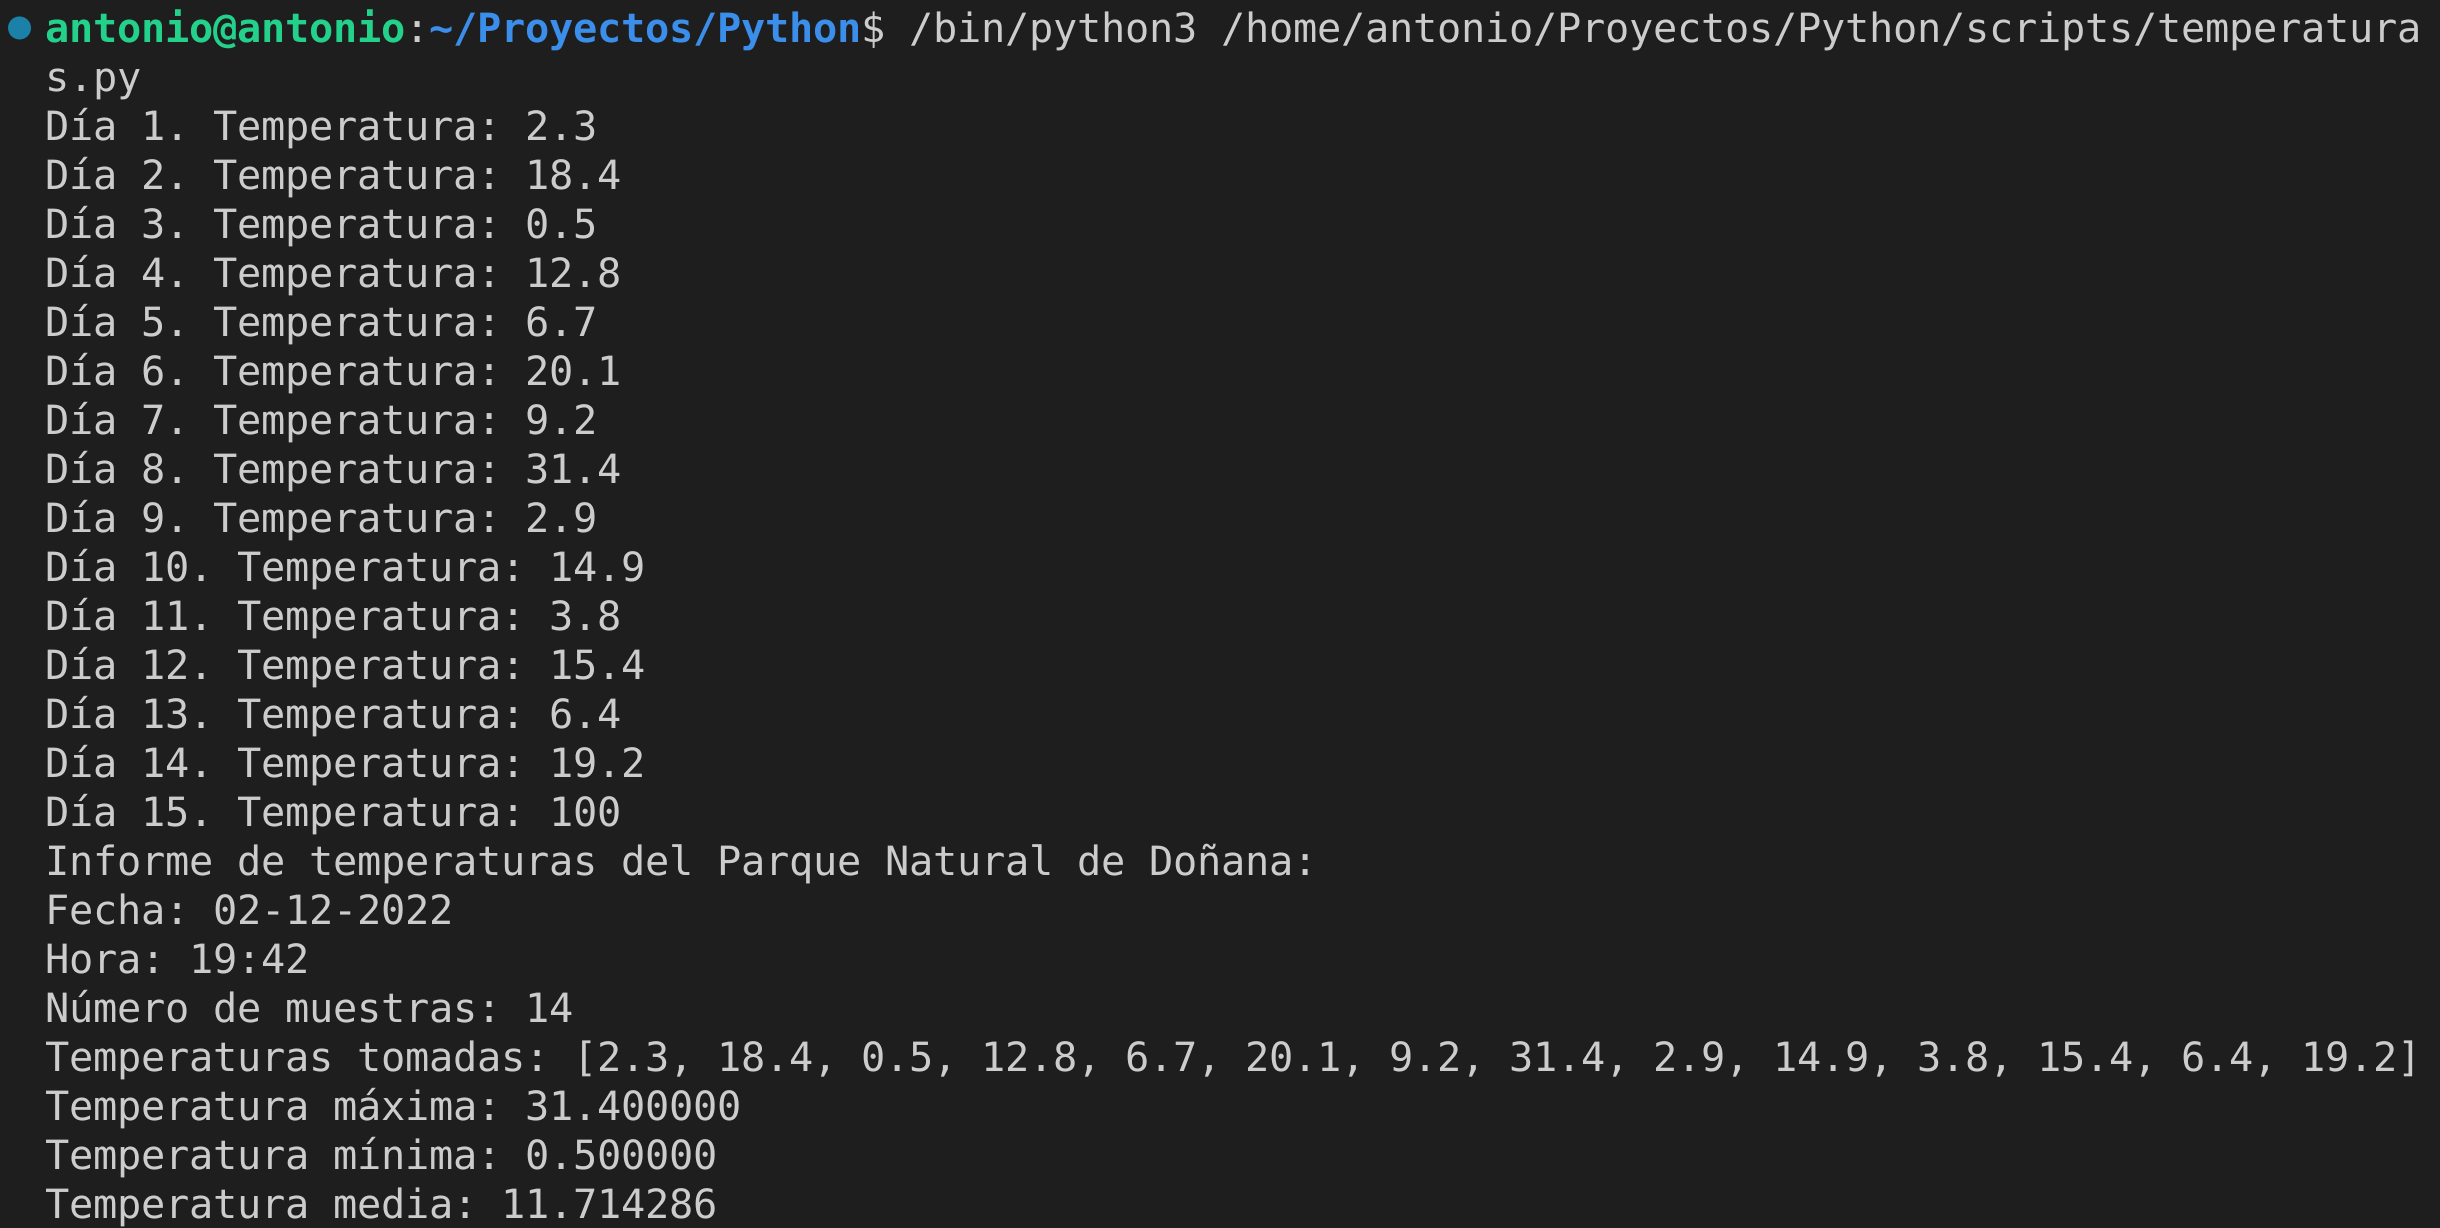 antonio@antonio:~/Proyectos/Python$ /bin/python3 /home/antonio/Proyectos/Python/scripts/temperatura
s.py
Día 1. Temperatura: 2.3
Día 2. Temperatura: 18.4
Día 3. Temperatura: 0.5
Día 4. Temperatura: 12.8
Día 5. Temperatura: 6.7
Día 6. Temperatura: 20.1
Día 7. Temperatura: 9.2
Día 8. Temperatura: 31.4
Día 9. Temperatura: 2.9
Día 10. Temperatura: 14.9
Día 11. Temperatura: 3.8
Día 12. Temperatura: 15.4
Día 13. Temperatura: 6.4
Día 14. Temperatura: 19.2
Día 15. Temperatura: 100
Informe de temperaturas del Parque Natural de Doñana:
Fecha: 02-12-2022
Hora: 19:42
Número de muestras: 14
Temperaturas tomadas: [2.3, 18.4, 0.5, 12.8, 6.7, 20.1, 9.2, 31.4, 2.9, 14.9, 3.8, 15.4, 6.4, 19.2]
Temperatura máxima: 31.400000
Temperatura mínima: 0.500000
Temperatura media: 11.714286